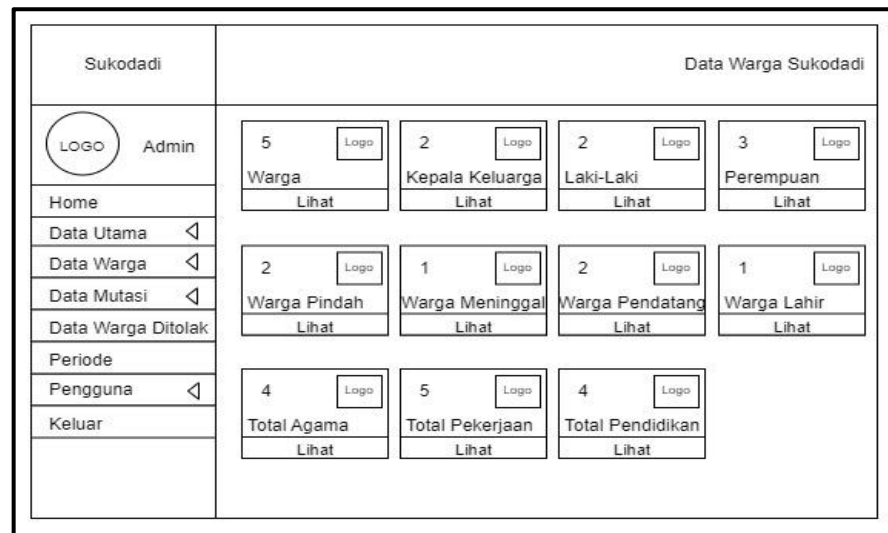 Sukodadi
Data Warga Sukodadi
LOGO Admin
Home
Data Utama
Data Warga
Data Mutasi
Data Warga Ditolak
Periode
Pengguna
Keluar
5 Logo 2 Logo 2 Logo 3 Logo
Warga Kepala Keluarga Laki-Laki Perempuan
Lihat Lihat Lihat Lihat
2 Logo 1 Logo 2 Logo 1 Logo
Warga Pindah Warga Meninggal Warga Pendatang Warga Lahir
Lihat Lihat Lihat Lihat
4 Logo 5 Logo 4 Logo
Total Agama Total Pekerjaan Total Pendidikan
Lihat Lihat Lihat